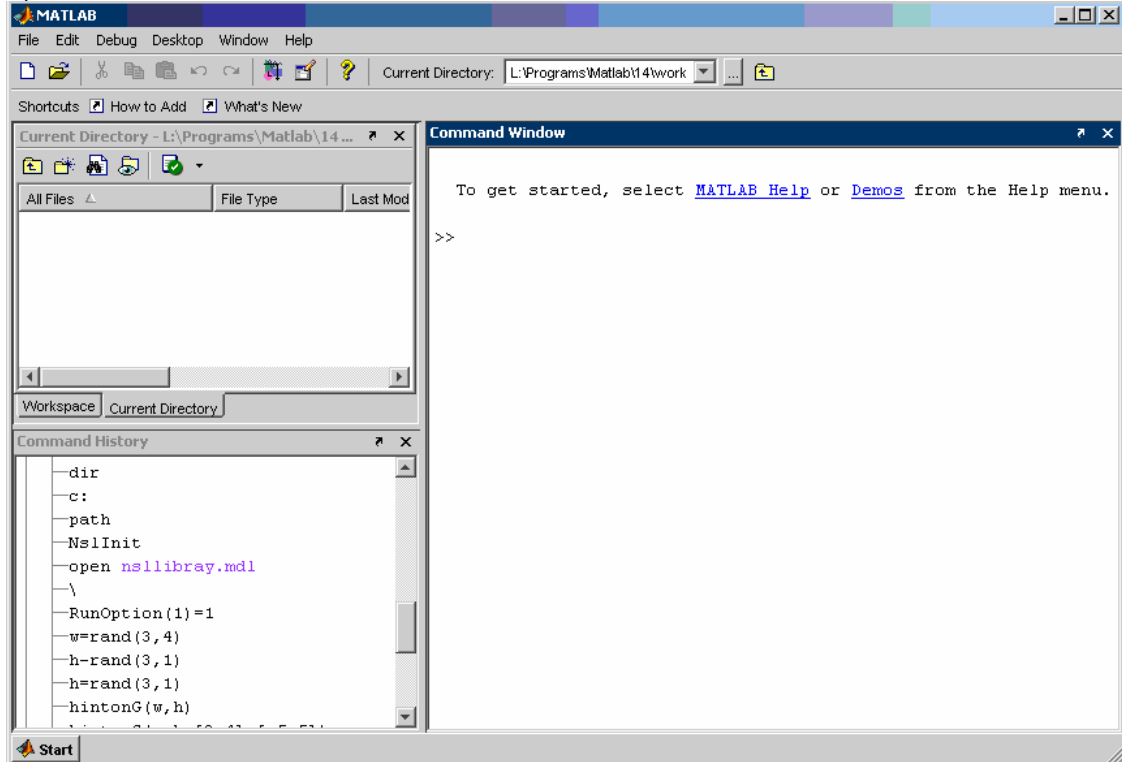 MATLAB
File Edit Debug Desktop Window Help
Current Directory: L:\Programs\Matlab\14\work ...
Shortcuts How to Add What's New
Current Directory - L:\Programs\Matlab\14...
All Files File Type Last Mod
Workspace Current Directory
Command History
dir
c:
path
NslInit
open nsllibray.mdl
\
RunOption(1)=1
w=rand(3,4)
h-rand(3,1)
h=rand(3,1)
hintonG(w,h)
Command Window
To get started, select MATLAB Help or Demos from the Help menu.
>>
Start